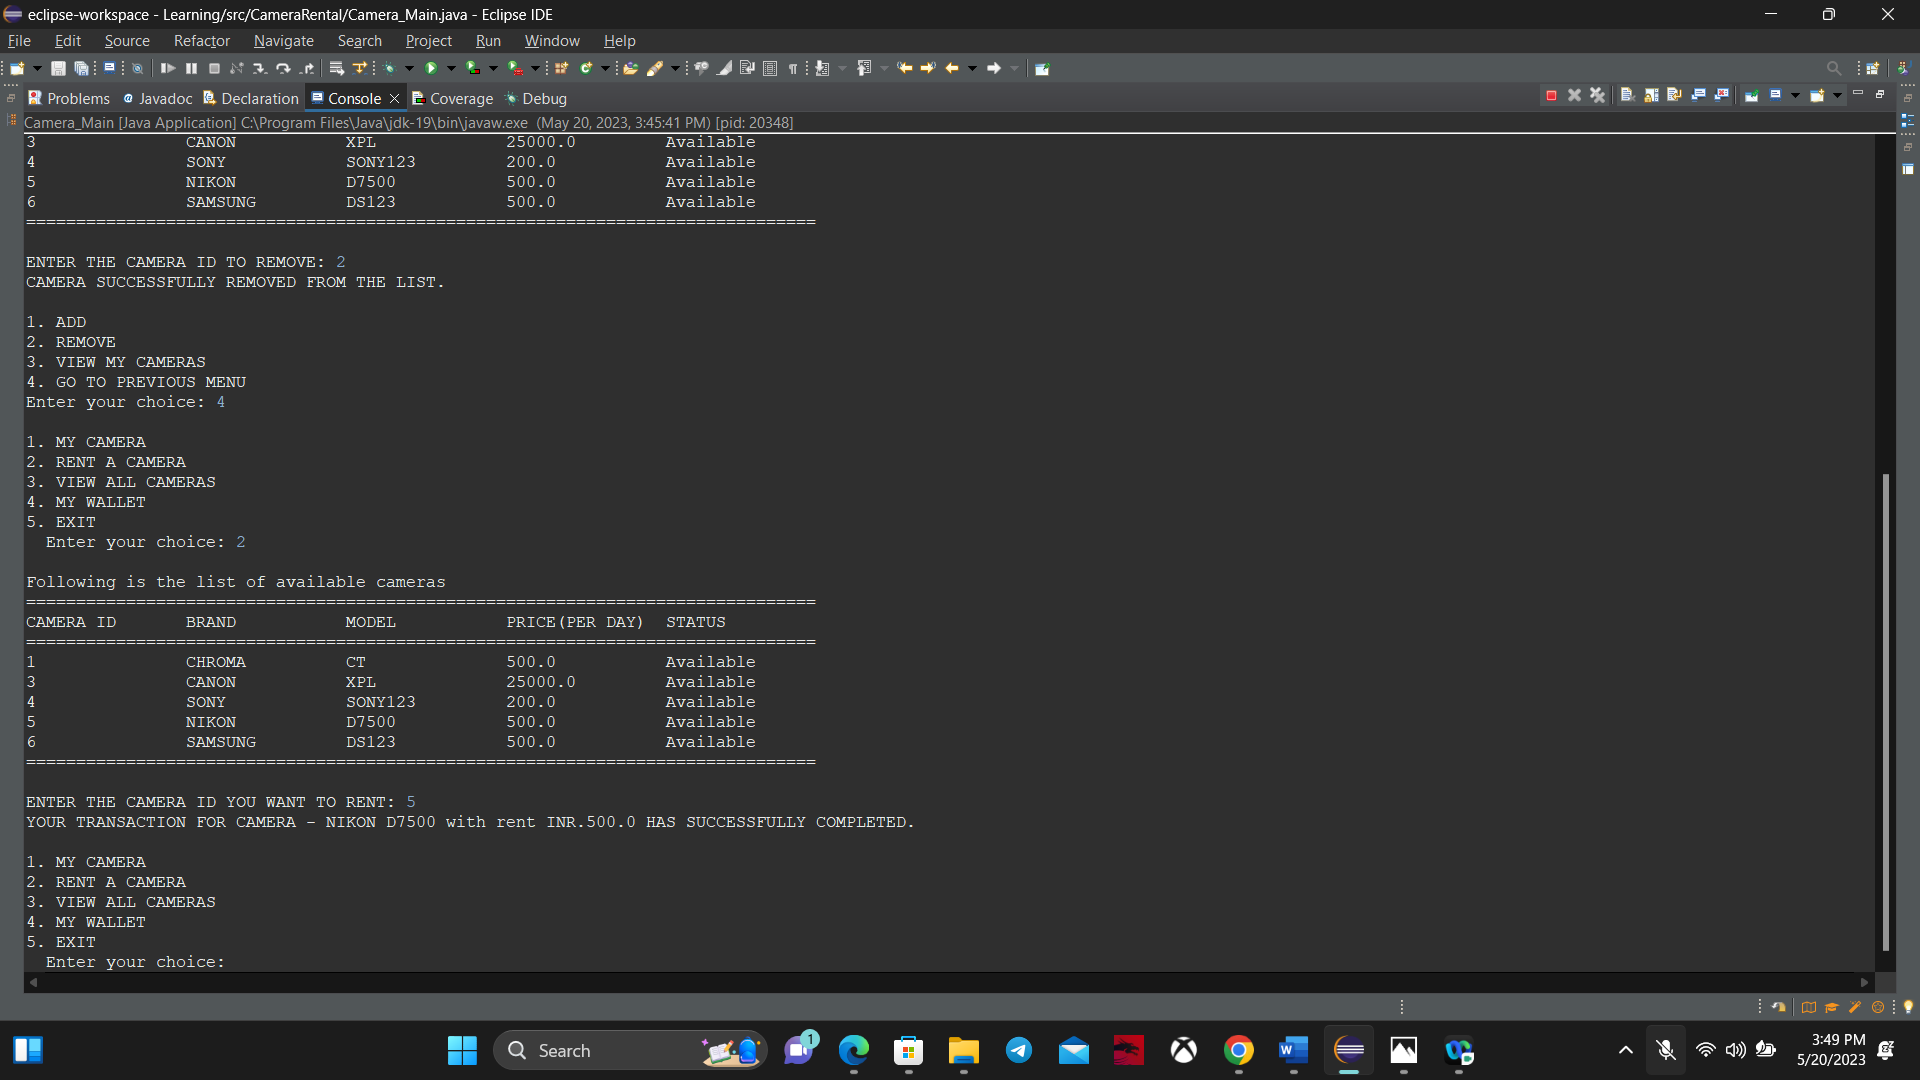 eclipse-workspace - Learning/src/CameraRental/Camera_Main.java - Eclipse IDE
File Edit Source Refactor Navigate Search Project Run Window Help
Problems Javadoc Declaration Console Coverage Debug
Camera_Main [Java Application] C:\Program Files\Java\jdk-19\bin\javaw.exe (May 20, 2023, 3:45:41 PM) [pid: 20348]
3 CANON XPL 25000.0 Available
4 SONY SONY123 200.0 Available
5 NIKON D7500 500.0 Available
6 SAMSUNG DS123 500.0 Available
===============================================================================
ENTER THE CAMERA ID TO REMOVE: 2
CAMERA SUCCESSFULLY REMOVED FROM THE LIST.
1. ADD
2. REMOVE
3. VIEW MY CAMERAS
4. GO TO PREVIOUS MENU
Enter your choice: 4
1. MY CAMERA
2. RENT A CAMERA
3. VIEW ALL CAMERAS
4. MY WALLET
5. EXIT
Enter your choice: 2
Following is the list of available cameras
===============================================================================
CAMERA ID BRAND MODEL PRICE(PER DAY) STATUS
===============================================================================
1 CHROMA CT 500.0 Available
3 CANON XPL 25000.0 Available
4 SONY SONY123 200.0 Available
5 NIKON D7500 500.0 Available
6 SAMSUNG DS123 500.0 Available
===============================================================================
ENTER THE CAMERA ID YOU WANT TO RENT: 5
YOUR TRANSACTION FOR CAMERA - NIKON D7500 with rent INR.500.0 HAS SUCCESSFULLY COMPLETED.
1. MY CAMERA
2. RENT A CAMERA
3. VIEW ALL CAMERAS
4. MY WALLET
5. EXIT
Enter your choice:
Search
1
3:49 PM
5/20/2023